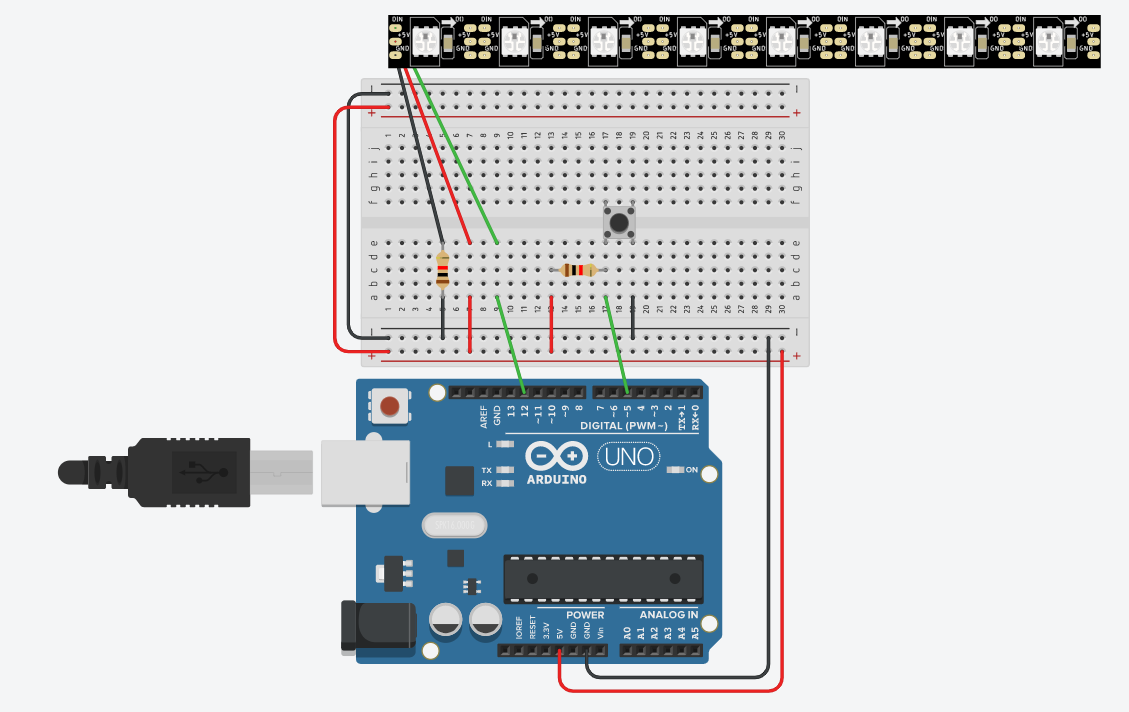 DIN DO DIN DO DIN DO DIN DO DIN DO DIN DO DIN DO DIN DO
+5V +5V +5V +5V +5V +5V +5V +5V
GND GND GND GND GND GND GND GND GND GND GND GND GND GND GND GND
− −
+ +
1 2 3 4 5 6 7 8 9 10 11 12 13 14 15 16 17 18 19 20 21 22 23 24 25 26 27 28 29 30
j j
i i
h h
g g
f f
e e
d d
c c
b b
a a
1 2 3 4 5 6 7 8 9 10 11 12 13 14 15 16 17 18 19 20 21 22 23 24 25 26 27 28 29 30
− −
+ +
AREF GND 13 12 ~11 ~10 ~9 8 7 ~6 ~5 4 ~3 2 TX→1 RX←0
DIGITAL (PWM~)
L
TX
RX
ARDUINO
UNO
ON
POWER ANALOG IN
IOREF RESET 3.3V 5V GND GND Vin A0 A1 A2 A3 A4 A5